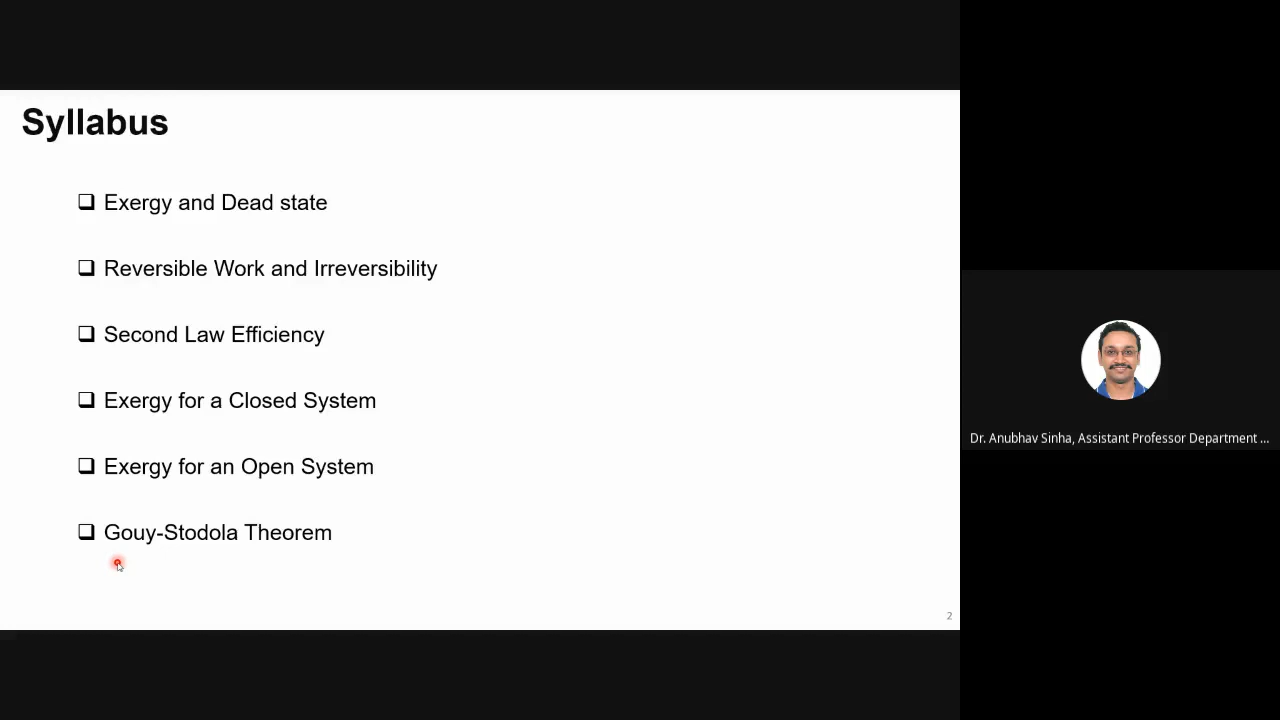 Syllabus
❑ Exergy and Dead state
❑ Reversible Work and Irreversibility
❑ Second Law Efficiency
❑ Exergy for a Closed System
❑ Exergy for an Open System
❑ Gouy-Stodola Theorem
2
Dr. Anubhav Sinha, Assistant Professor Department ...